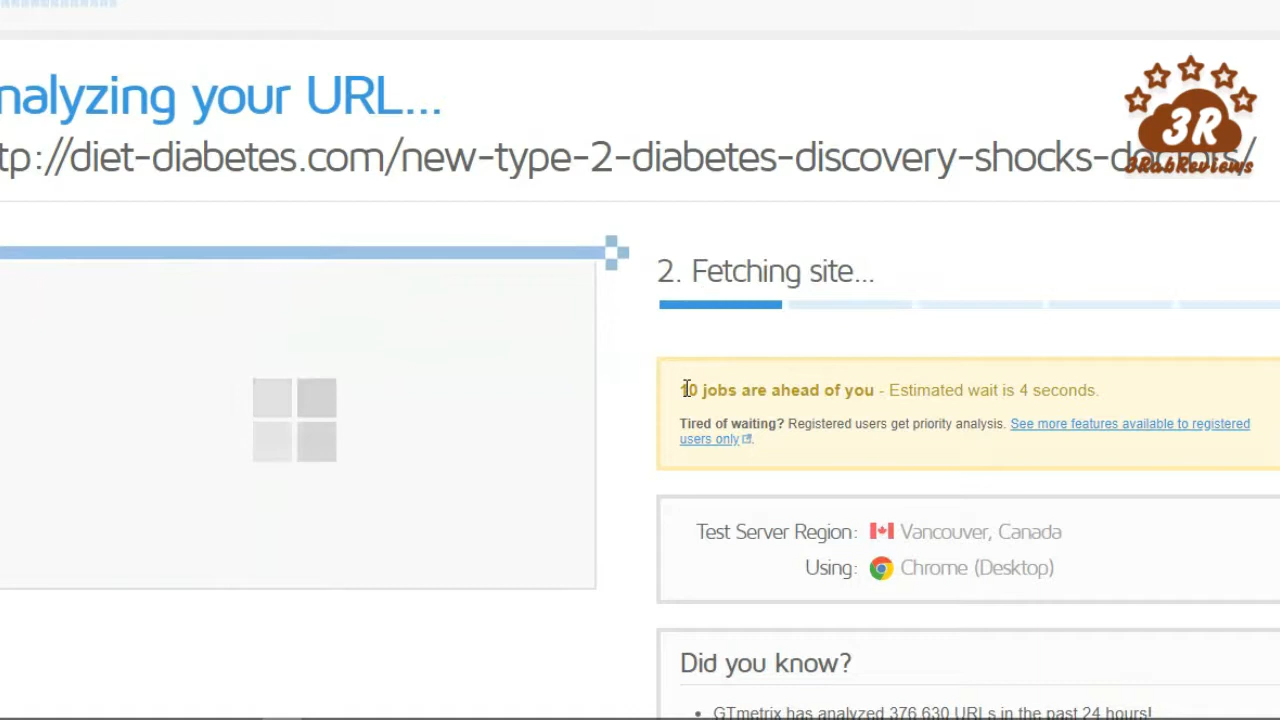 nalyzing your URL...
tp://diet-diabetes.com/new-type-2-diabetes-discovery-shocks-doctors/
3R
3RabReviews
2. Fetching site...
10 jobs are ahead of you - Estimated wait is 4 seconds.
Tired of waiting? Registered users get priority analysis. See more features available to registered
users only.
Test Server Region: Vancouver, Canada
Using: Chrome (Desktop)
Did you know?
• GTmetrix has analyzed 376,630 URLs in the past 24 hours!